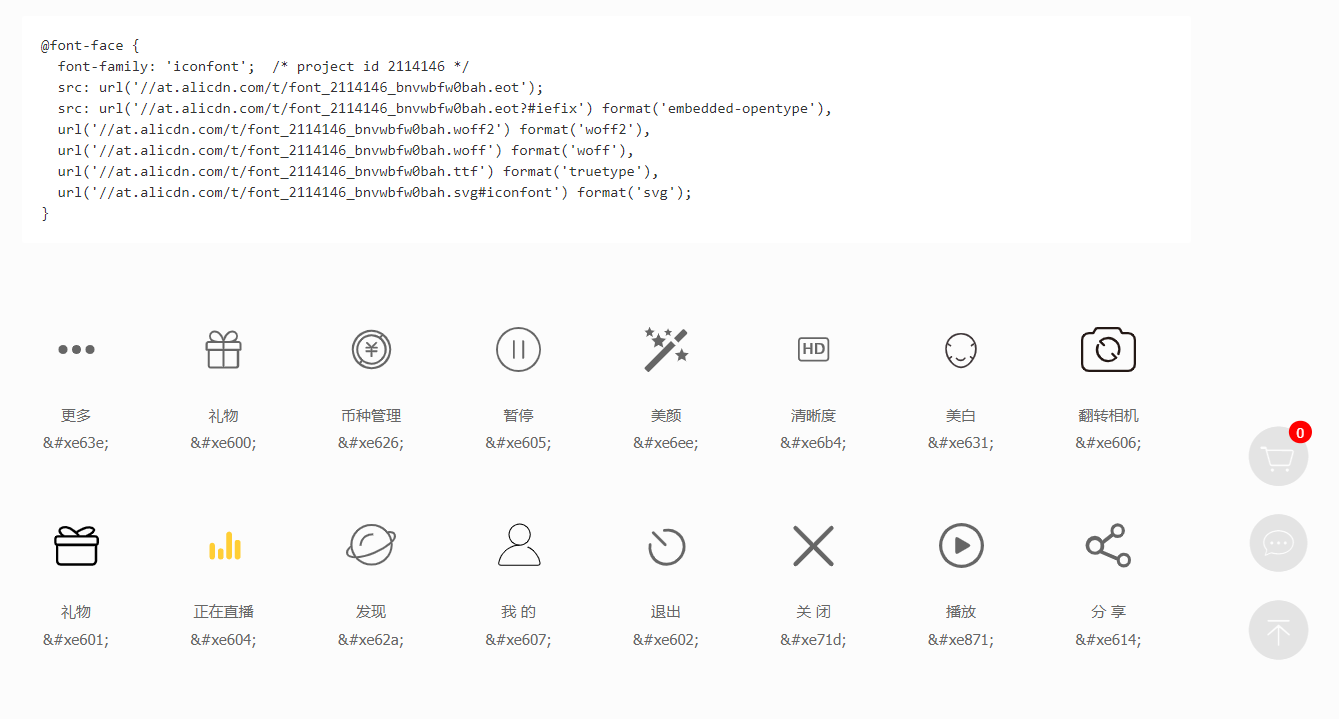 @font-face {
  font-family: 'iconfont';  /* project id 2114146 */
  src: url('//at.alicdn.com/t/font_2114146_bnvwbfw0bah.eot');
  src: url('//at.alicdn.com/t/font_2114146_bnvwbfw0bah.eot?#iefix') format('embedded-opentype'),
  url('//at.alicdn.com/t/font_2114146_bnvwbfw0bah.woff2') format('woff2'),
  url('//at.alicdn.com/t/font_2114146_bnvwbfw0bah.woff') format('woff'),
  url('//at.alicdn.com/t/font_2114146_bnvwbfw0bah.ttf') format('truetype'),
  url('//at.alicdn.com/t/font_2114146_bnvwbfw0bah.svg#iconfont') format('svg');
}
HD
更多 礼物 币种管理 暂停 美颜 清晰度 美白 翻转相机
&#xe63e; &#xe600; &#xe626; &#xe605; &#xe6ee; &#xe6b4; &#xe631; &#xe606;
0
礼物 正在直播 发现 我 的 退出 关 闭 播放 分 享
&#xe601; &#xe604; &#xe62a; &#xe607; &#xe602; &#xe71d; &#xe871; &#xe614;